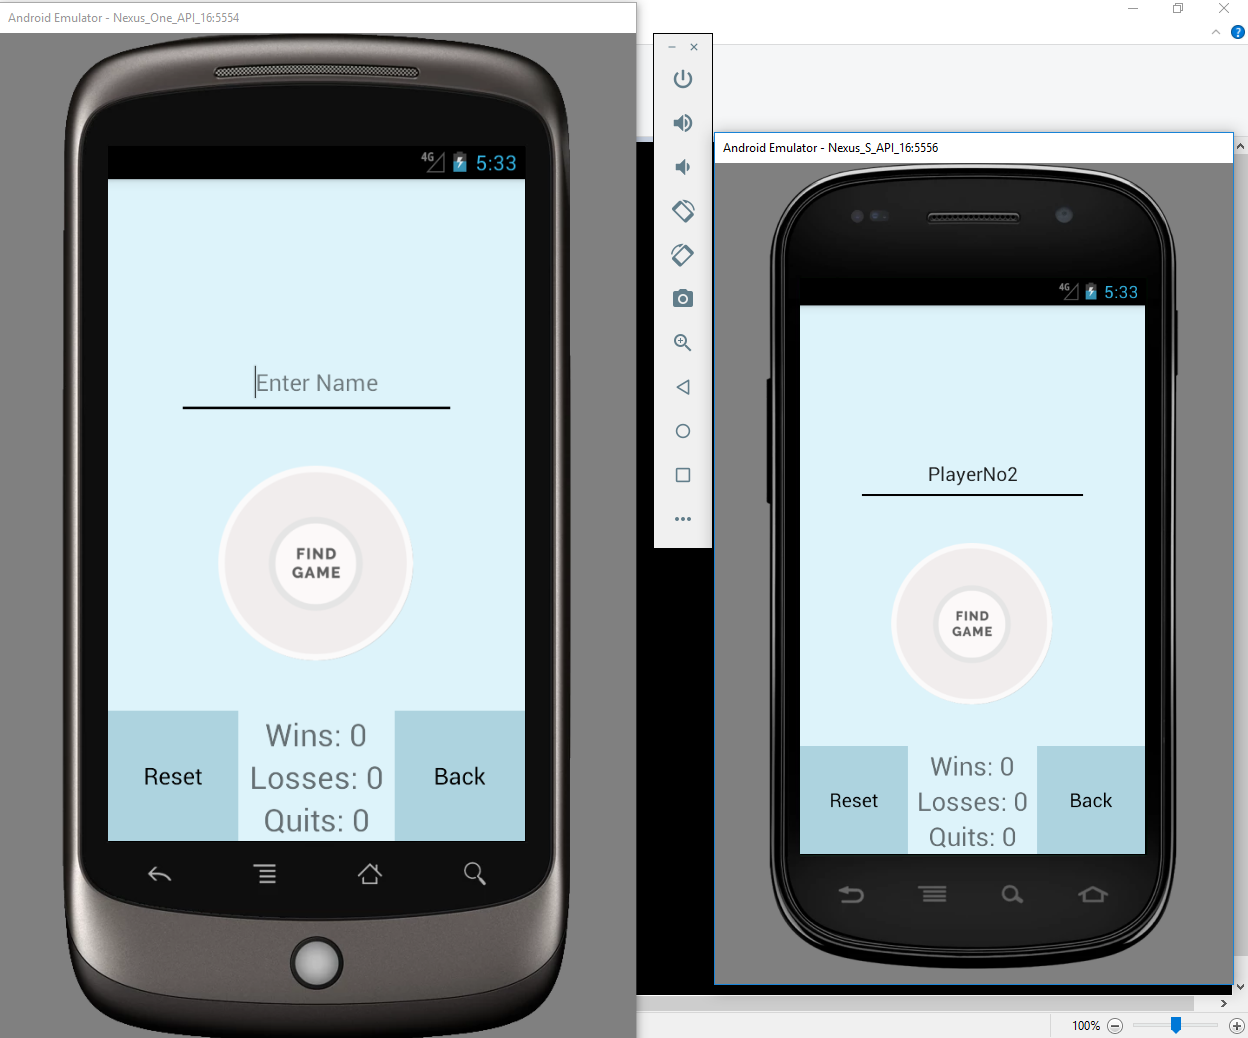 Android Emulator - Nexus_One_API_16:5554
4G 5:33
Enter Name
FIND
GAME
Reset
Wins: 0
Losses: 0
Quits: 0
Back
Android Emulator - Nexus_S_API_16:5556
4G 5:33
PlayerNo2
FIND
GAME
Reset
Wins: 0
Losses: 0
Quits: 0
Back
100%